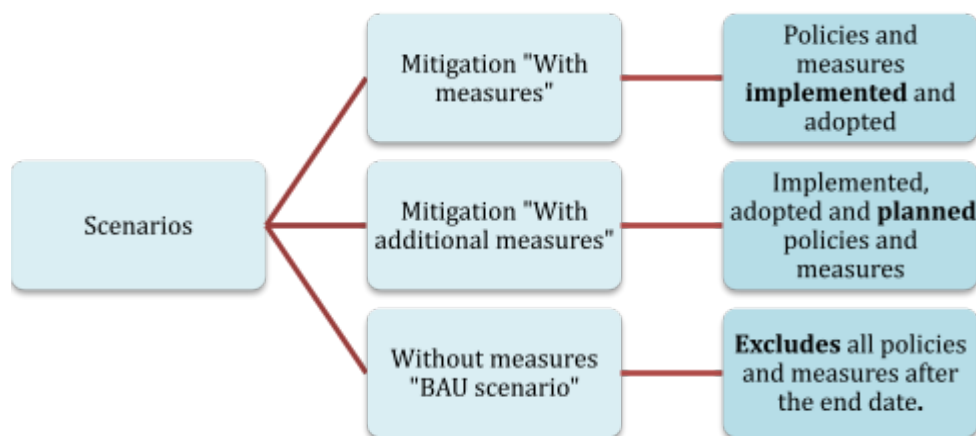 Scenarios
Mitigation "With
measures"
Policies and
measures
implemented and
adopted
Mitigation "With
additional measures"
Implemented,
adopted and planned
policies and
measures
Without measures
"BAU scenario"
Excludes all policies
and measures after
the end date.